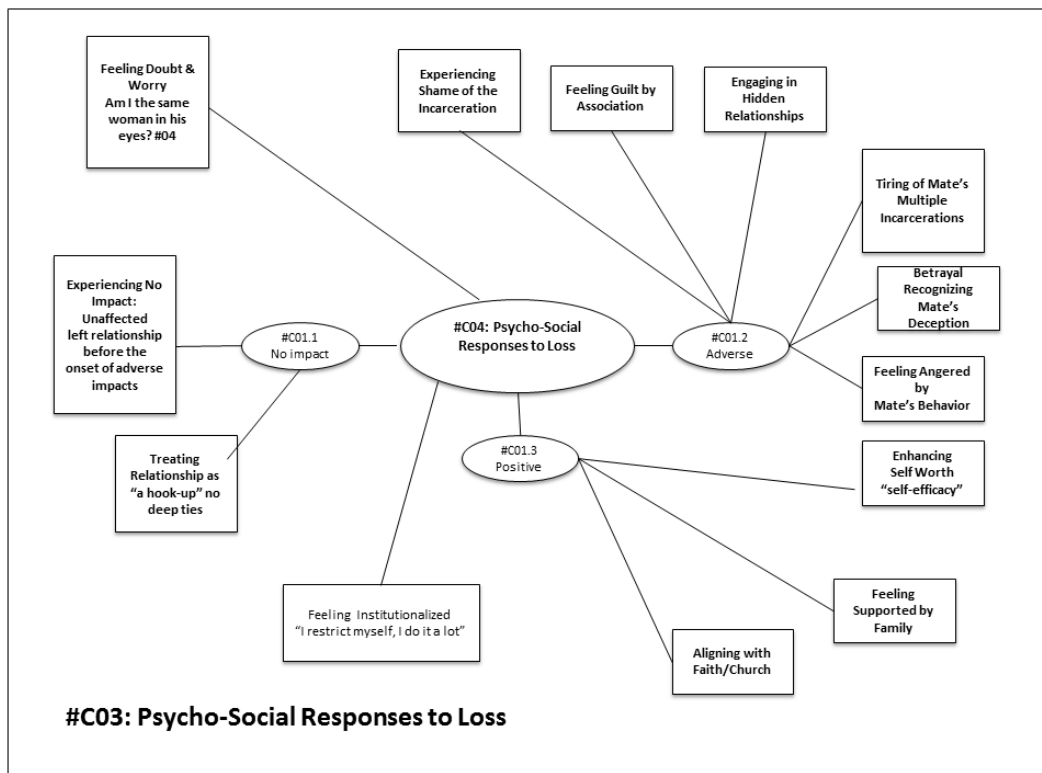 Feeling Doubt &
Worry
Am I the same
woman in his
eyes? #04
Experiencing
Shame of the
Incarceration
Feeling Guilt by
Association
Engaging in
Hidden
Relationships
Tiring of Mate's
Multiple
Incarcerations
Experiencing No
Impact:
Unaffected
left relationship
before the
onset of adverse
impacts
#C01.1
No impact
#C04: Psycho-Social
Responses to Loss
#C01.2
Adverse
Betrayal
Recognizing
Mate's
Deception
Feeling Angered
by
Mate's Behavior
Treating
Relationship as
“a hook-up” no
deep ties
#C01.3
Positive
Enhancing
Self Worth
“self-efficacy”
Feeling Institutionalized
“I restrict myself, I do it a lot”
Feeling
Supported by
Family
Aligning with
Faith/Church
#C03: Psycho-Social Responses to Loss